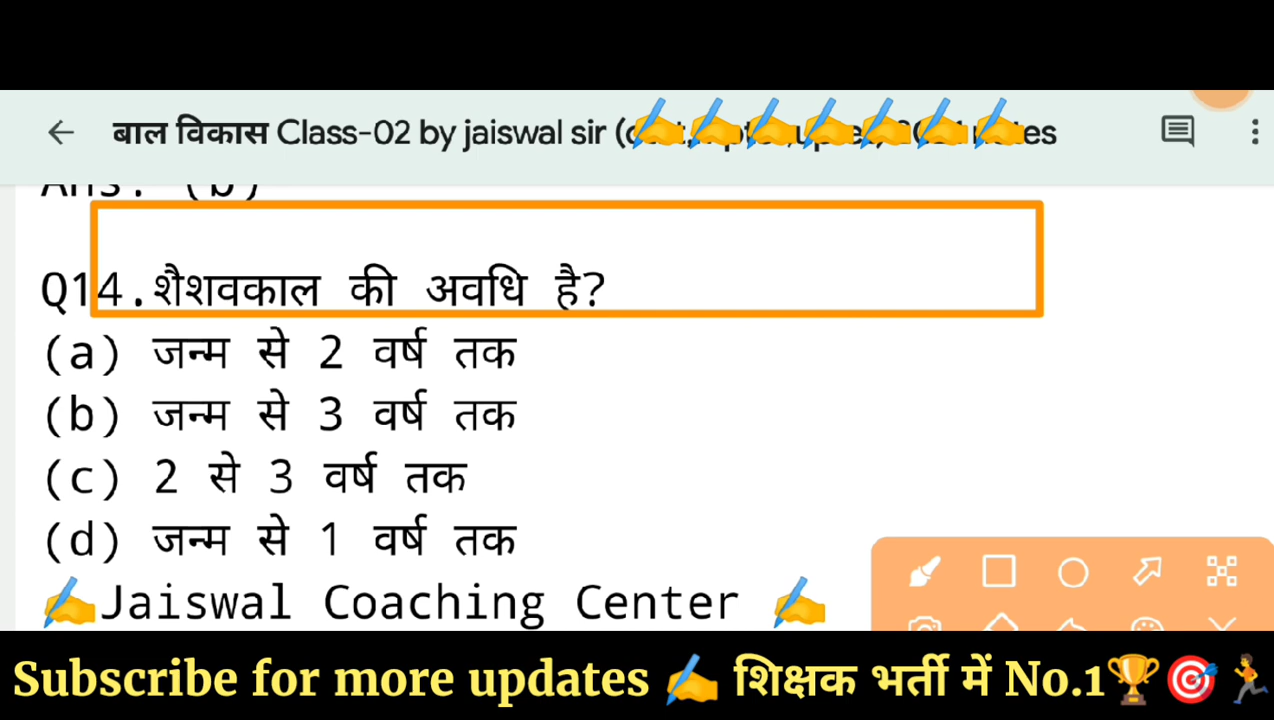 बाल विकास Class-02 by jaiswal sir
Ans: (b)
Q14.शैशवकाल की अवधि है?
(a) जन्म से 2 वर्ष तक
(b) जन्म से 3 वर्ष तक
(c) 2 से 3 वर्ष तक
(d) जन्म से 1 वर्ष तक
✍Jaiswal Coaching Center ✍
Subscribe for more updates ✍ शिक्षक भर्ती में No.1🏆🎯🏃